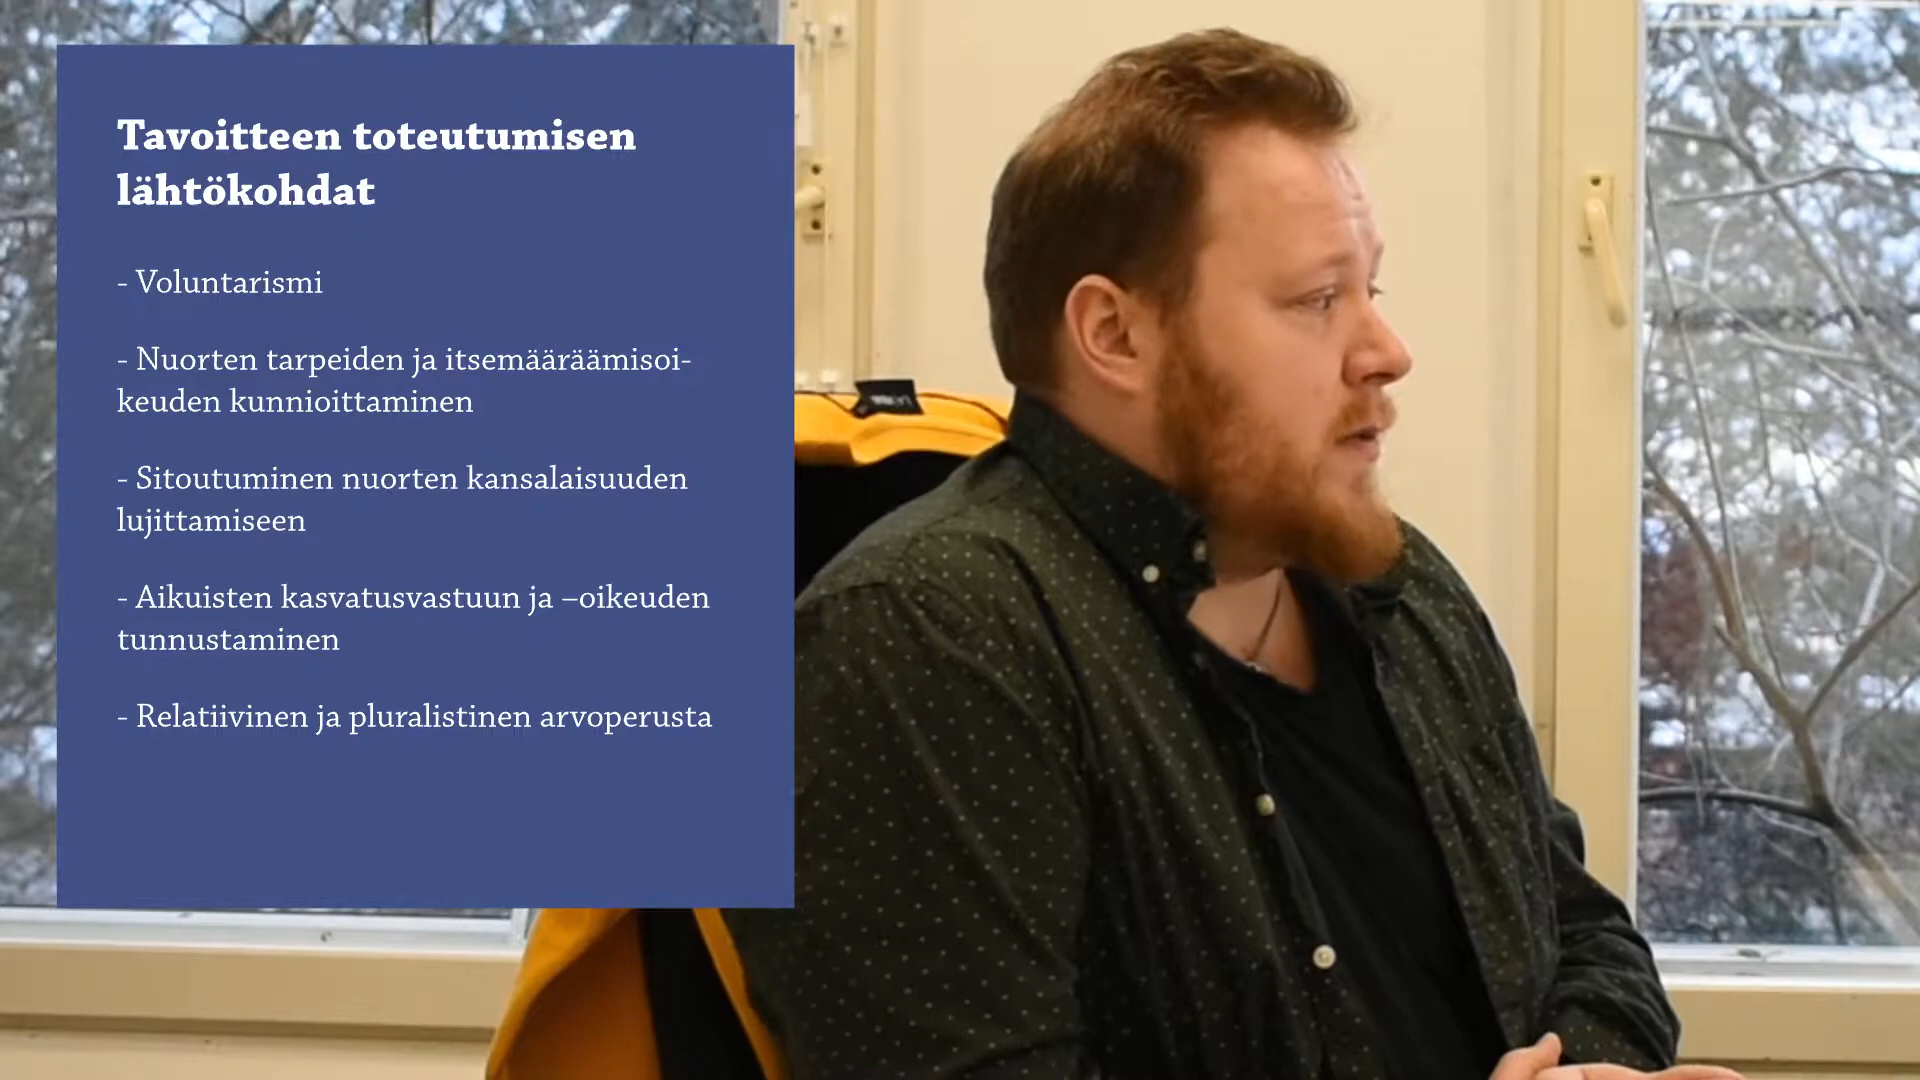 Tavoitteen toteutumisen
lähtökohdat
- Voluntarismi
- Nuorten tarpeiden ja itsemääräämisoi-
keuden kunnioittaminen
- Sitoutuminen nuorten kansalaisuuden
lujittamiseen
- Aikuisten kasvatusvastuun ja –oikeuden
tunnustaminen
- Relatiivinen ja pluralistinen arvoperusta